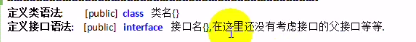 定义类语法:    [public] class  类名{}
定义接口语法:  [public] interface  接口名{},在这里还没有考虑接口的父接口等等.